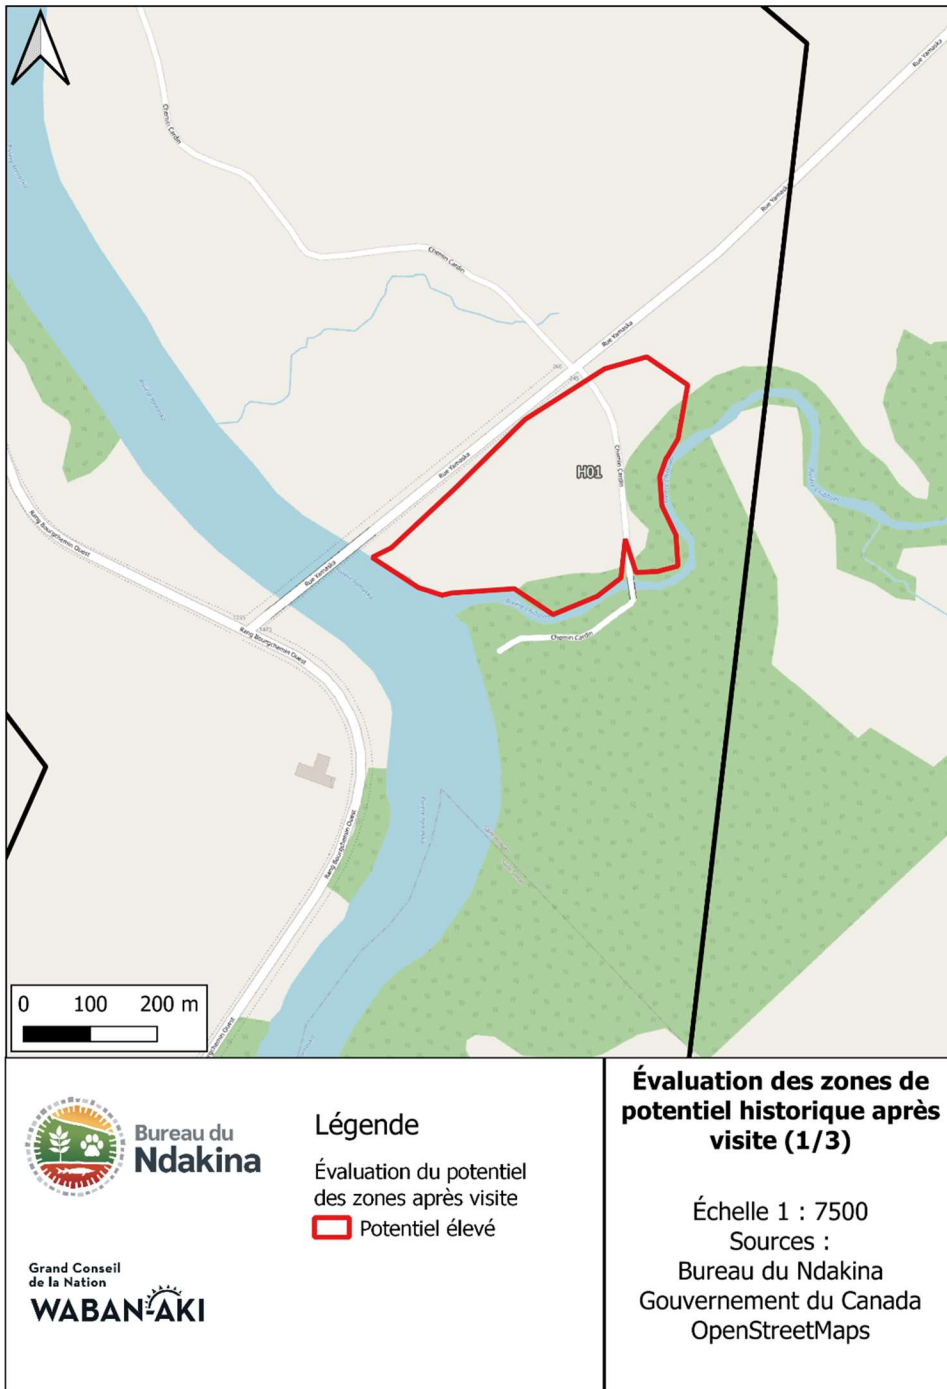 Rue Yamaska
Chemin Cardin
Rue Yamaska
Chemin Cardin
Rue Yamaska
Rue Yamaska
Chemin Cardin
H01
Rang Bourgchemin Ouest
Rue Yamaska
Rang Bourgchemin Ouest
Chemin Cardin
Rang Bourgchemin Ouest
0 100 200 m
Bureau du
Ndakina
Grand Conseil
de la Nation
WABAN-AKI
Légende
Évaluation du potentiel
des zones après visite
Potentiel élevé
Évaluation des zones de
potentiel historique après
visite (1/3)
Échelle 1 : 7500
Sources :
Bureau du Ndakina
Gouvernement du Canada
OpenStreetMaps